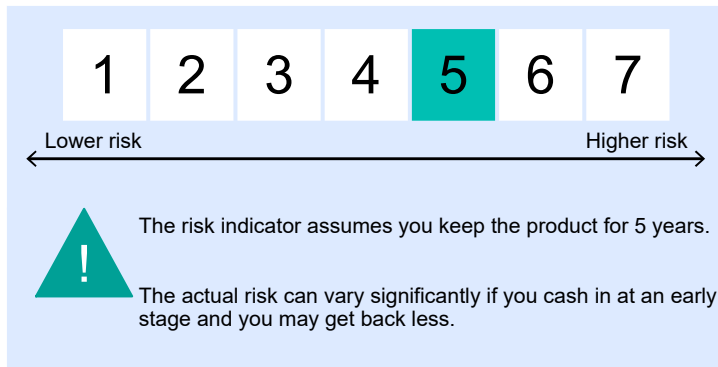 1 2 3 4 5 6 7
Lower risk Higher risk
The risk indicator assumes you keep the product for 5 years.
!
The actual risk can vary significantly if you cash in at an early
stage and you may get back less.